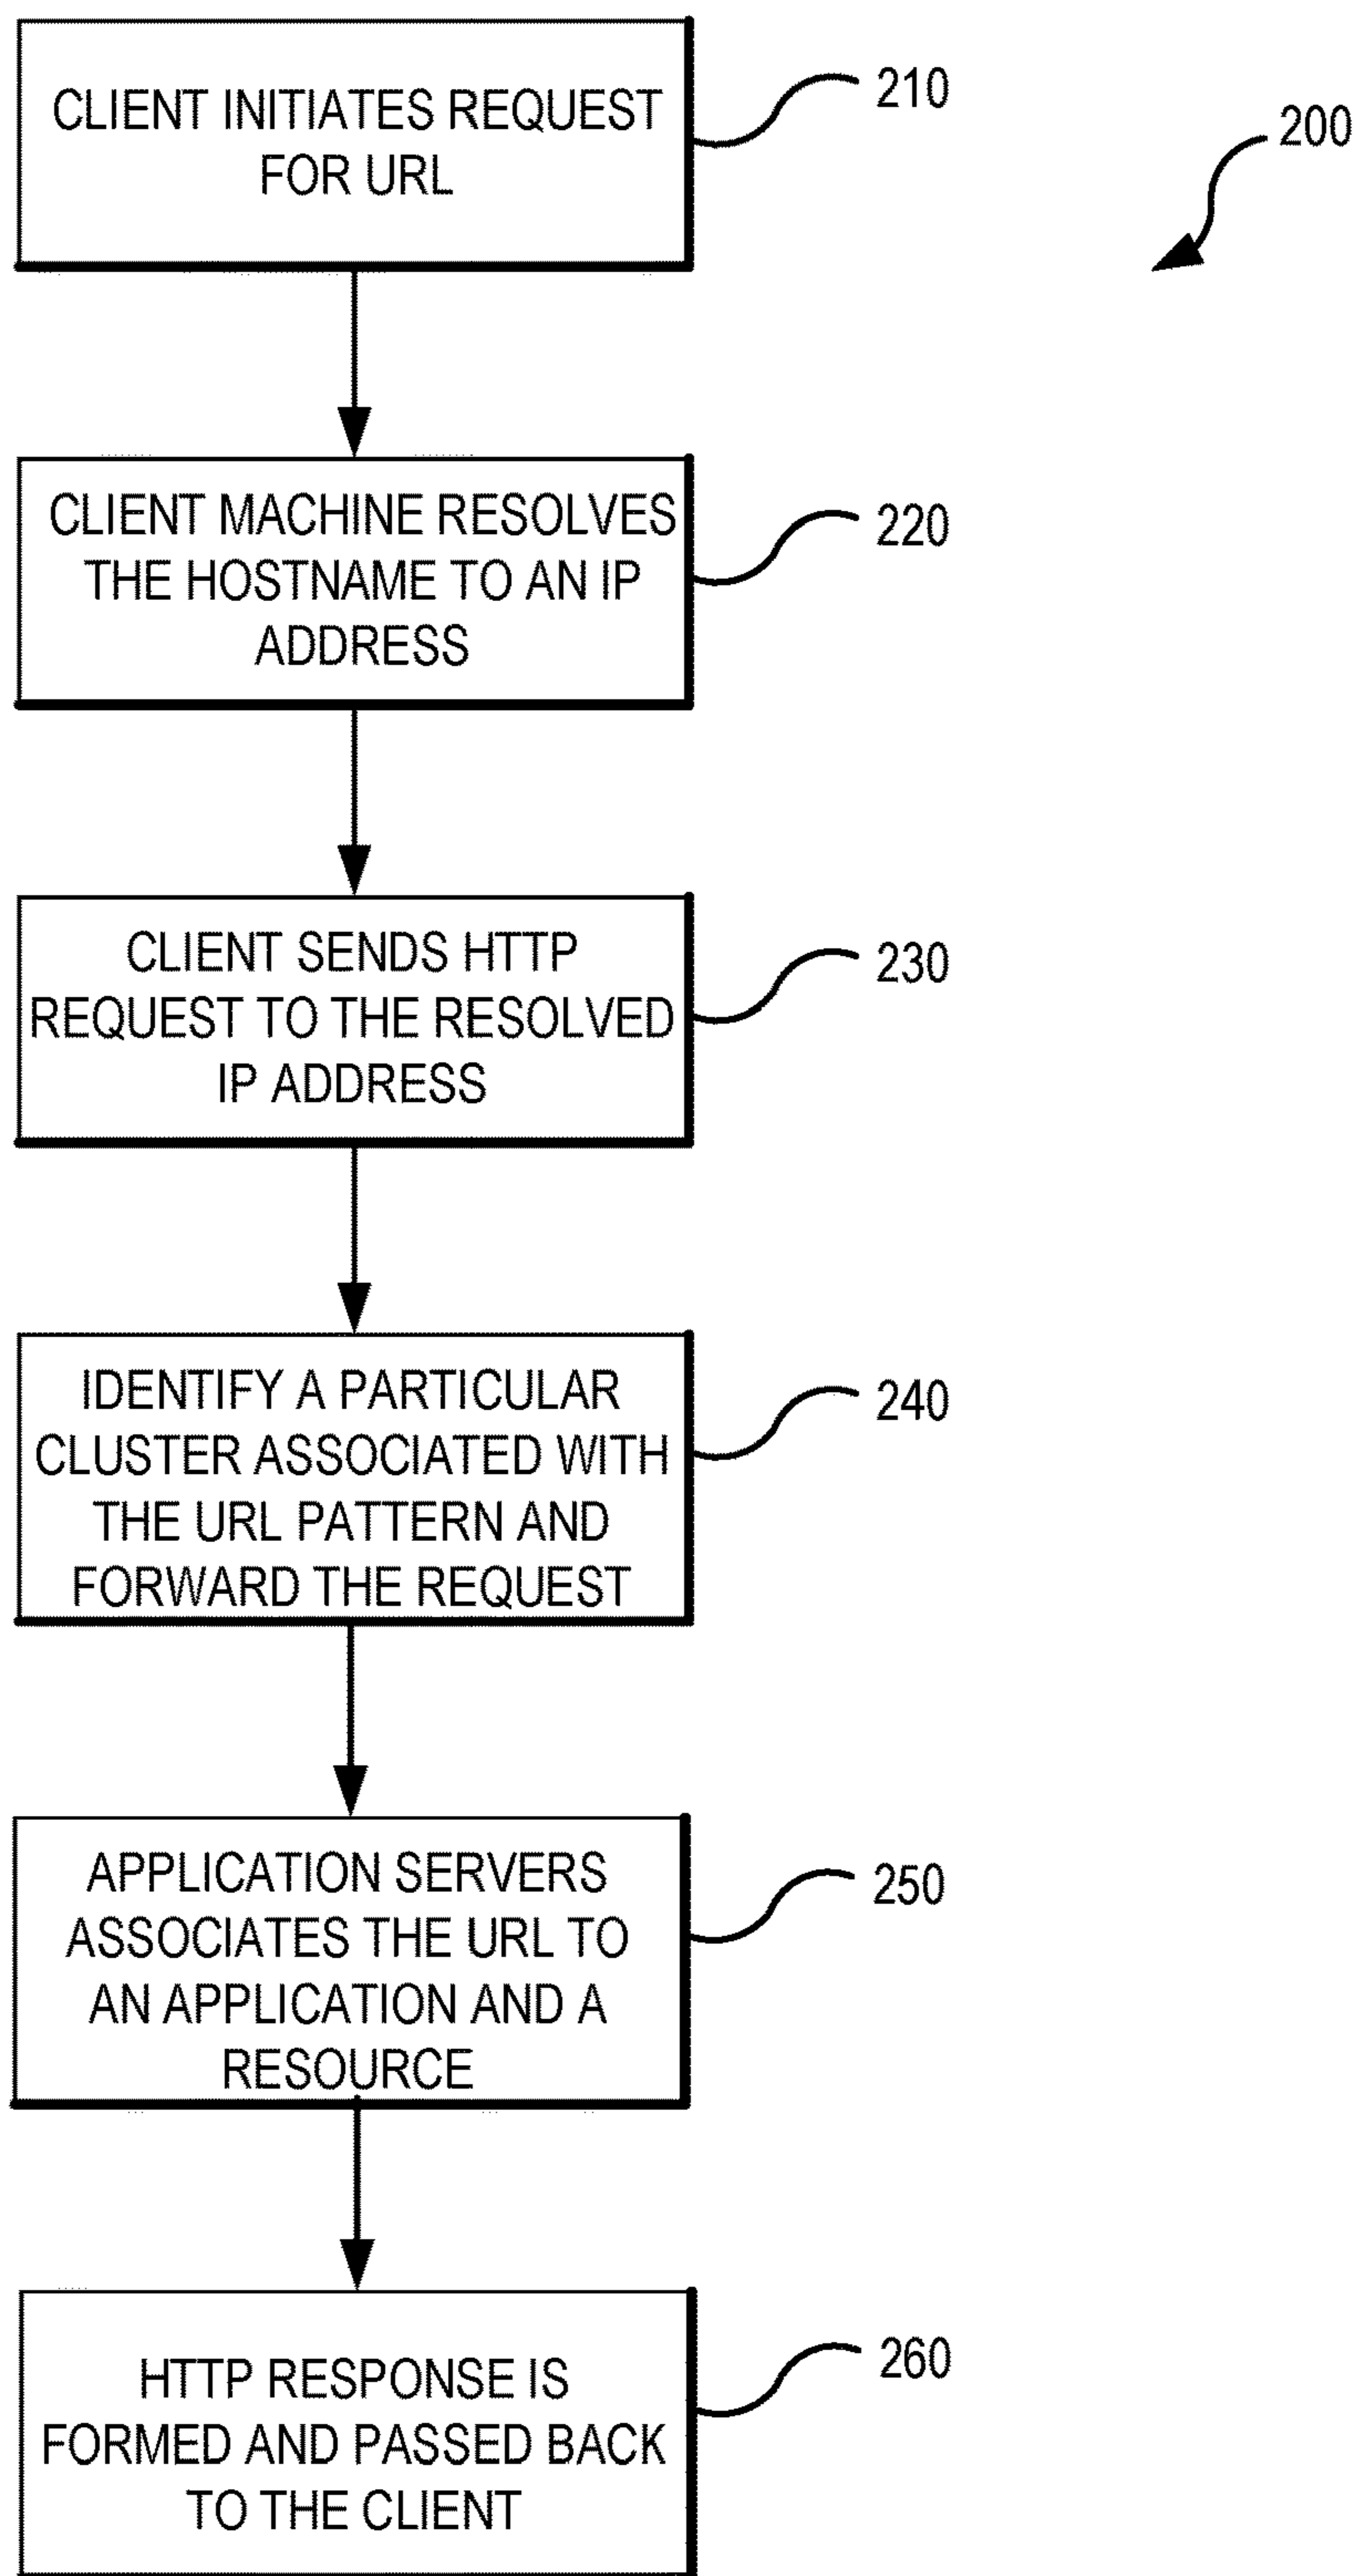 CLIENT INITIATES REQUEST
FOR URL
210
200
CLIENT MACHINE RESOLVES
THE HOSTNAME TO AN IP
ADDRESS
220
CLIENT SENDS HTTP
REQUEST TO THE RESOLVED
IP ADDRESS
230
IDENTIFY A PARTICULAR
CLUSTER ASSOCIATED WITH
THE URL PATTERN AND
FORWARD THE REQUEST
240
APPLICATION SERVERS
ASSOCIATES THE URL TO
AN APPLICATION AND A
RESOURCE
250
HTTP RESPONSE IS
FORMED AND PASSED BACK
TO THE CLIENT
260